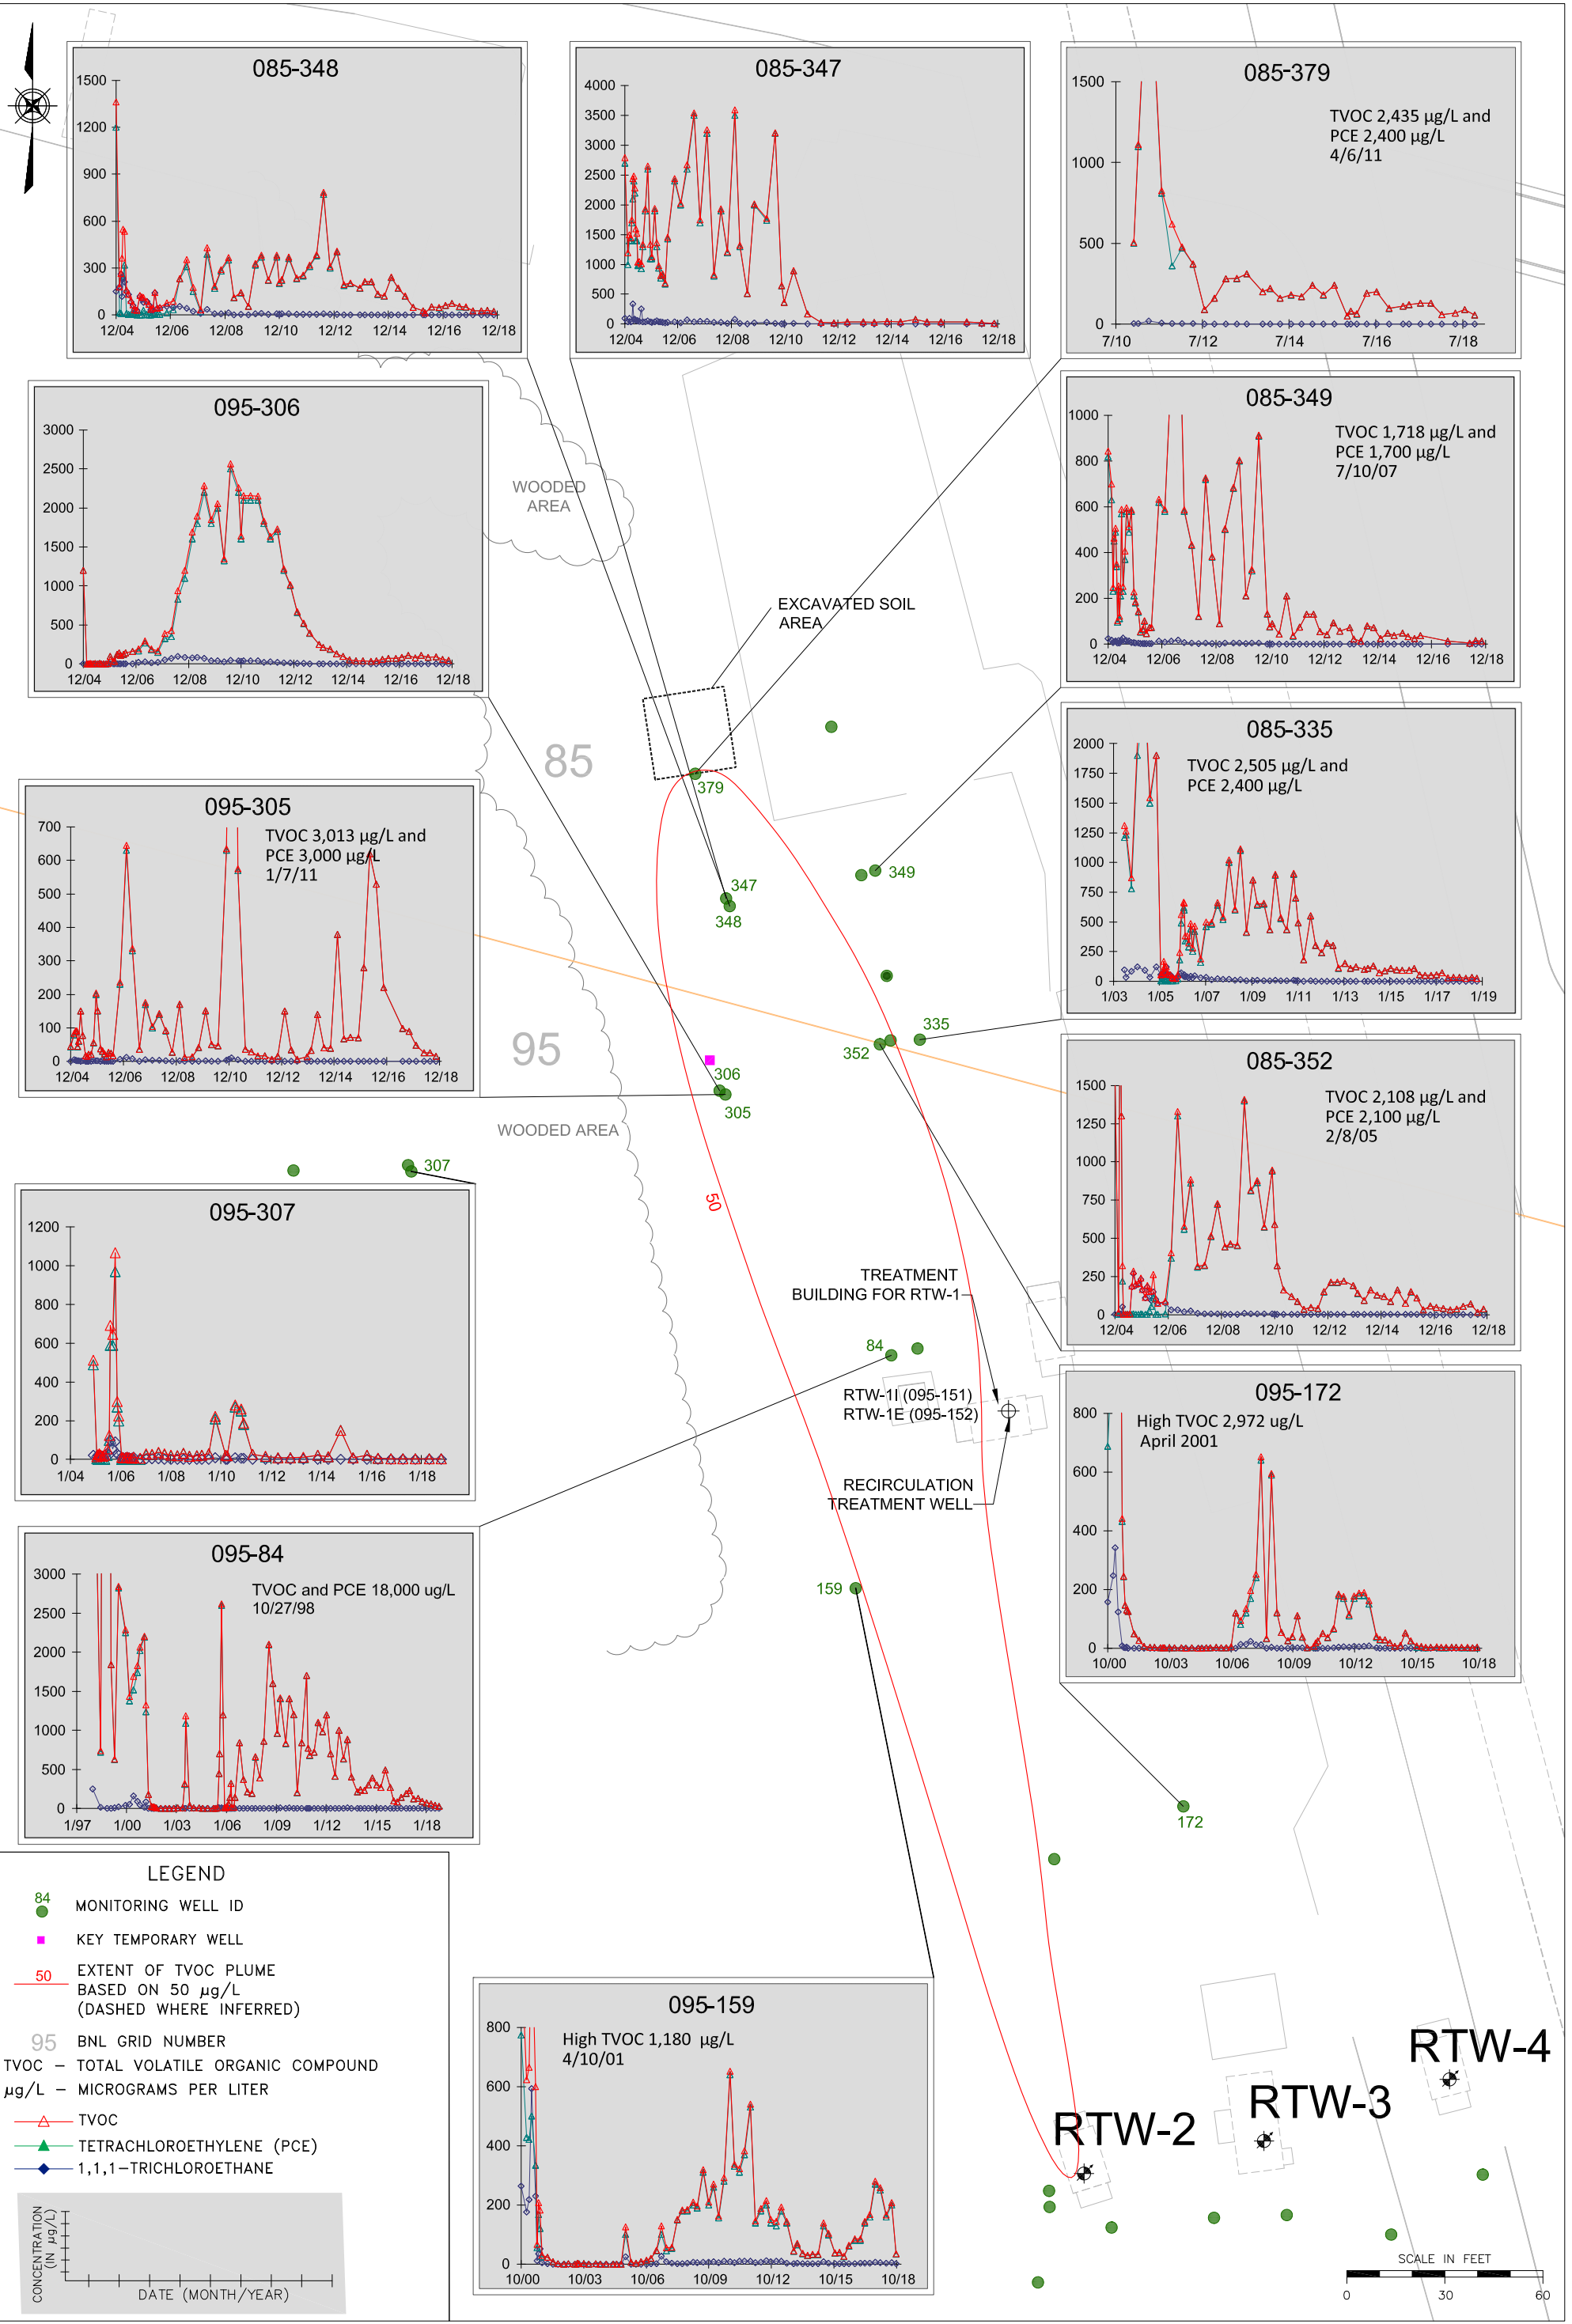 085-348
1500
1200
900
600
300
0
12/04 12/06 12/08 12/10 12/12 12/14 12/16 12/18
085-347
4000
3500
3000
2500
2000
1500
1000
500
0
12/04 12/06 12/08 12/10 12/12 12/14 12/16 12/18
085-379
TVOC 2,435 µg/L and
PCE 2,400 µg/L
4/6/11
1500
1000
500
0
7/10 7/12 7/14 7/16 7/18
095-306
3000
2500
2000
1500
1000
500
0
12/04 12/06 12/08 12/10 12/12 12/14 12/16 12/18
085-349
TVOC 1,718 µg/L and
PCE 1,700 µg/L
7/10/07
1000
800
600
400
200
0
12/04 12/06 12/08 12/10 12/12 12/14 12/16 12/18
WOODED
AREA
EXCAVATED SOIL
AREA
85
379
349
347
348
085-335
TVOC 2,505 µg/L and
PCE 2,400 µg/L
2000
1750
1500
1250
1000
750
500
250
0
1/03 1/05 1/07 1/09 1/11 1/13 1/15 1/17 1/19
095-305
TVOC 3,013 µg/L and
PCE 3,000 µg/L
1/7/11
700
600
500
400
300
200
100
0
12/04 12/06 12/08 12/10 12/12 12/14 12/16 12/18
95
335
352
306
305
WOODED AREA
085-352
TVOC 2,108 µg/L and
PCE 2,100 µg/L
2/8/05
1500
1250
1000
750
500
250
0
12/04 12/06 12/08 12/10 12/12 12/14 12/16 12/18
307
50
095-307
1200
1000
800
600
400
200
0
1/04 1/06 1/08 1/10 1/12 1/14 1/16 1/18
TREATMENT
BUILDING FOR RTW-1
84
RTW-1I (095-151)
RTW-1E (095-152)
RECIRCULATION
TREATMENT WELL
095-172
High TVOC 2,972 ug/L
April 2001
800
600
400
200
0
10/00 10/03 10/06 10/09 10/12 10/15 10/18
095-84
TVOC and PCE 18,000 ug/L
10/27/98
3000
2500
2000
1500
1000
500
0
1/97 1/00 1/03 1/06 1/09 1/12 1/15 1/18
159
172
LEGEND
84
MONITORING WELL ID
KEY TEMPORARY WELL
50
EXTENT OF TVOC PLUME
BASED ON 50 µg/L
(DASHED WHERE INFERRED)
95 BNL GRID NUMBER
TVOC – TOTAL VOLATILE ORGANIC COMPOUND
µg/L – MICROGRAMS PER LITER
TVOC
TETRACHLOROETHYLENE (PCE)
1,1,1–TRICHLOROETHANE
CONCENTRATION
(IN µg/L)
DATE (MONTH/YEAR)
095-159
High TVOC 1,180 µg/L
4/10/01
800
600
400
200
0
10/00 10/03 10/06 10/09 10/12 10/15 10/18
RTW-4
RTW-3
RTW-2
SCALE IN FEET
0 30 60